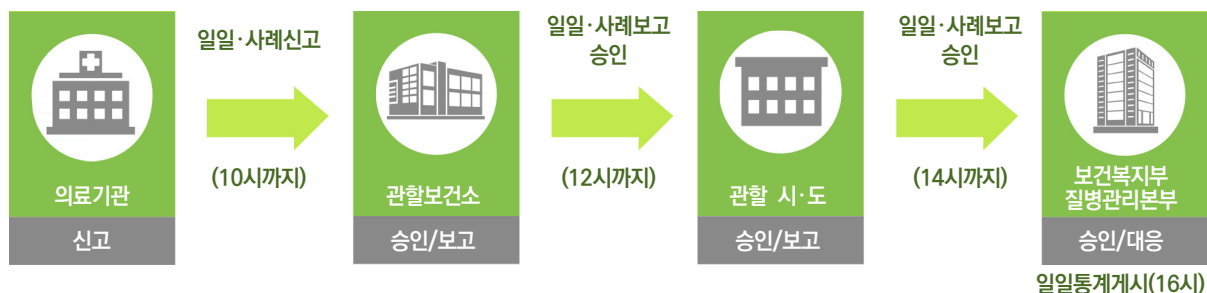 일일·사례신고
(10시까지)
일일·사례보고
승인
(12시까지)
일일·사례보고
승인
(14시까지)
의료기관
신고
관할보건소
승인/보고
관할 시·도
승인/보고
보건복지부
질병관리본부
승인/대응
일일통계게시(16시)